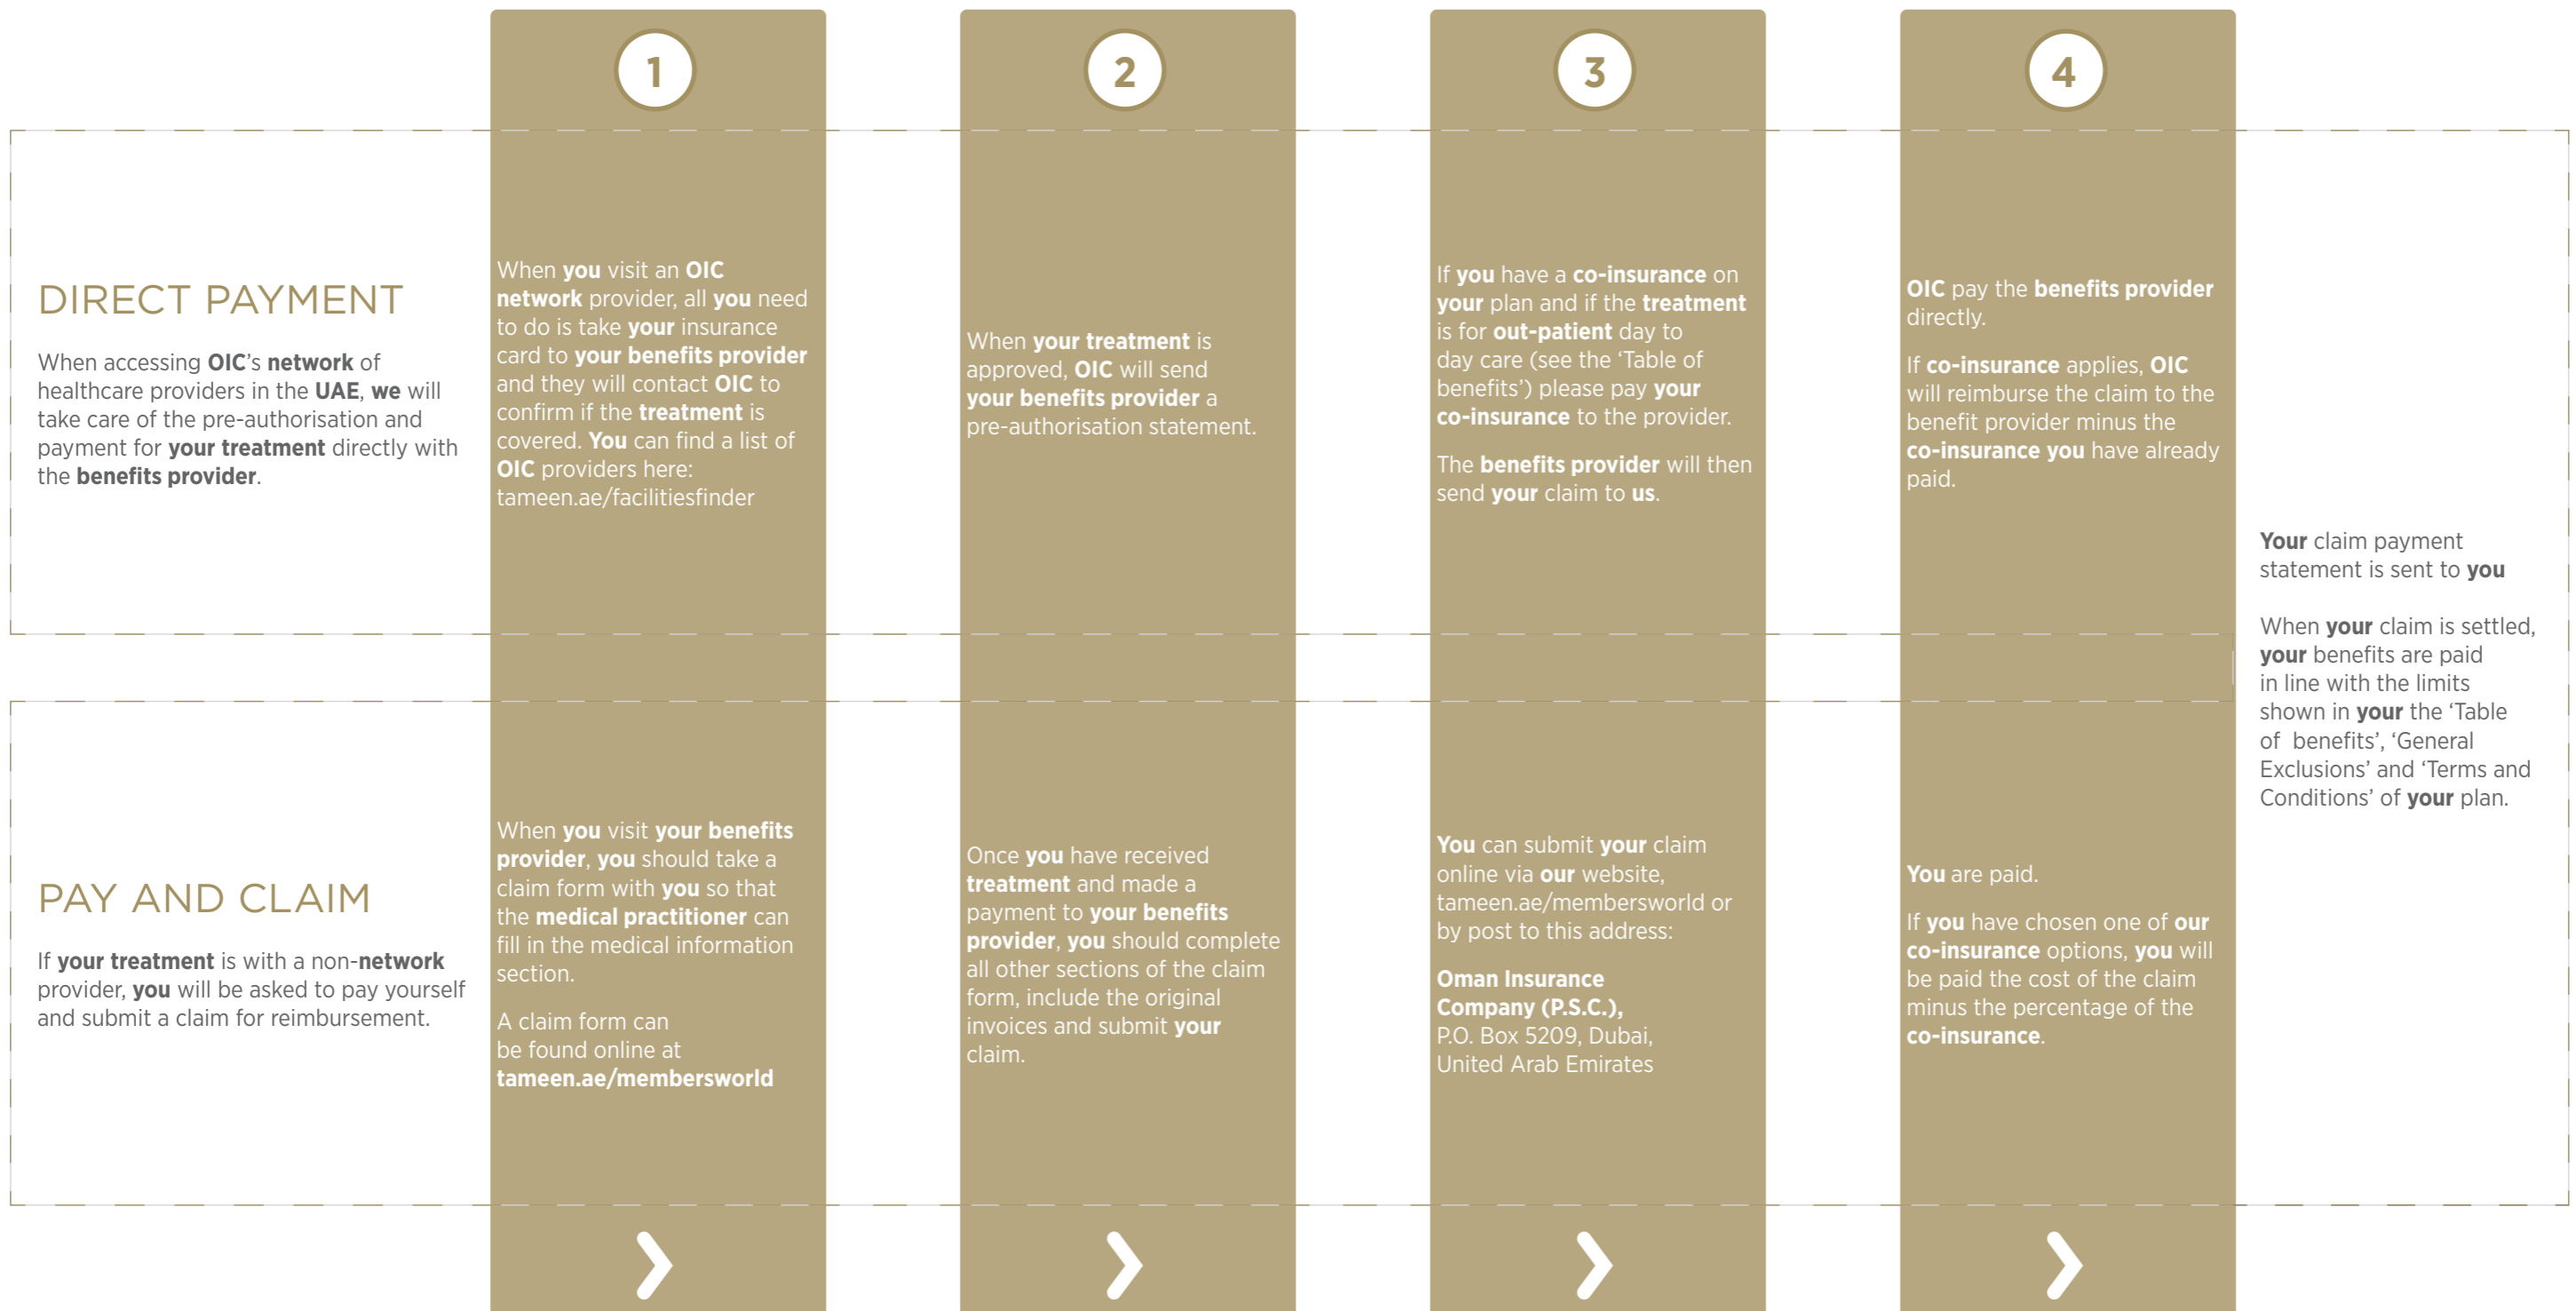 1
2
3
4
DIRECT PAYMENT
When accessing OIC's network of
healthcare providers in the UAE, we will
take care of the pre-authorisation and
payment for your treatment directly with
the benefits provider.
When you visit an OIC
network provider, all you need
to do is take your insurance
card to your benefits provider
and they will contact OIC to
confirm if the treatment is
covered. You can find a list of
OIC providers here:
tameen.ae/facilitiesfinder
When your treatment is
approved, OIC will send
your benefits provider a
pre-authorisation statement.
If you have a co-insurance on
your plan and if the treatment
is for out-patient day to
day care (see the ‘Table of
benefits’) please pay your
co-insurance to the provider.
The benefits provider will then
send your claim to us.
OIC pay the benefits provider
directly.
If co-insurance applies, OIC
will reimburse the claim to the
benefit provider minus the
co-insurance you have already
paid.
PAY AND CLAIM
If your treatment is with a non-network
provider, you will be asked to pay yourself
and submit a claim for reimbursement.
When you visit your benefits
provider, you should take a
claim form with you so that
the medical practitioner can
fill in the medical information
section.
A claim form can
be found online at
tameen.ae/membersworld
Once you have received
treatment and made a
payment to your benefits
provider, you should complete
all other sections of the claim
form, include the original
invoices and submit your
claim.
You can submit your claim
online via our website,
tameen.ae/membersworld or
by post to this address:
Oman Insurance
Company (P.S.C.),
P.O. Box 5209, Dubai,
United Arab Emirates
You are paid.
If you have chosen one of our
co-insurance options, you will
be paid the cost of the claim
minus the percentage of the
co-insurance.
Your claim payment
statement is sent to you
When your claim is settled,
your benefits are paid
in line with the limits
shown in your the ‘Table
of benefits’, ‘General
Exclusions’ and ‘Terms and
Conditions’ of your plan.